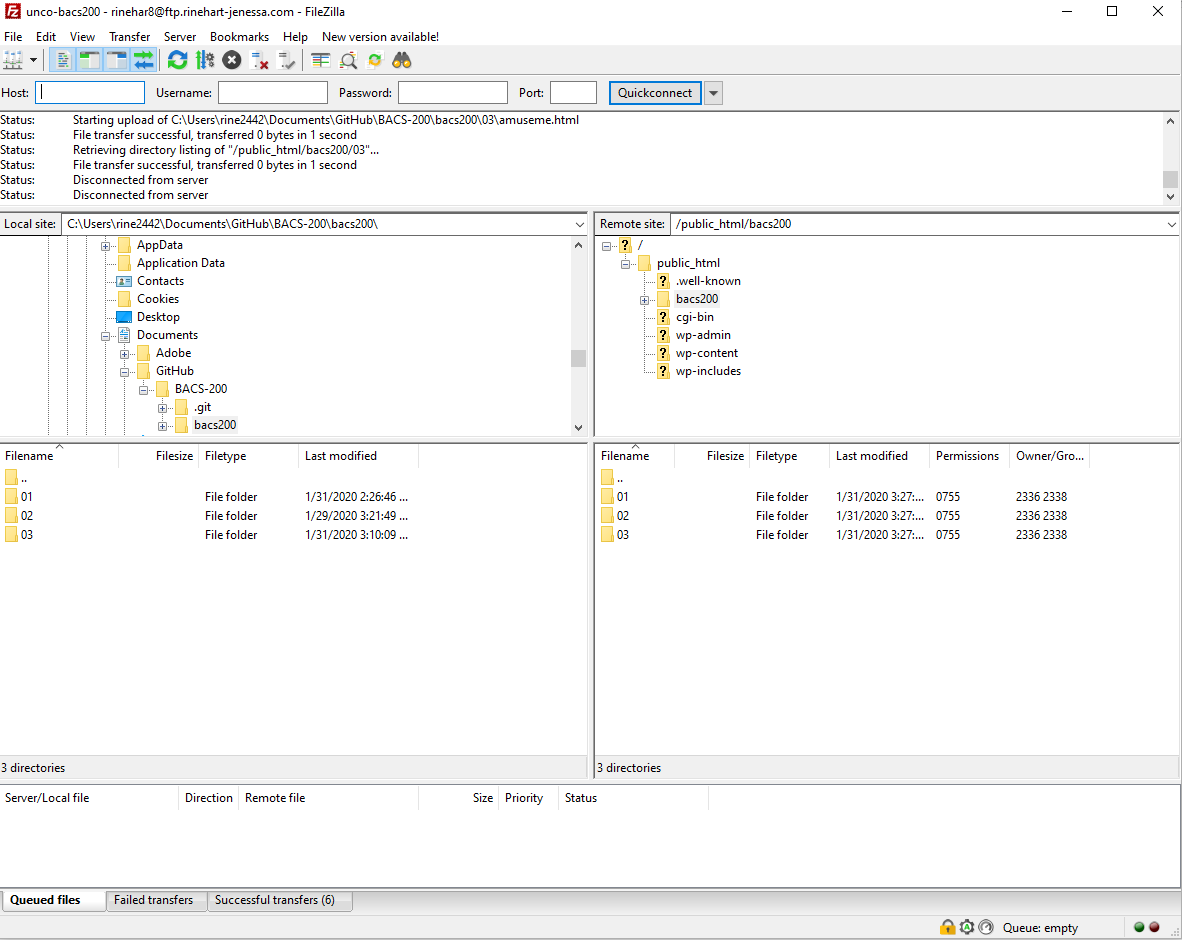 unco-bacs200 - rinehar8@ftp.rinehart-jenessa.com - FileZilla
File Edit View Transfer Server Bookmarks Help New version available!
Host: Username: Password: Port: Quickconnect
Status: Starting upload of C:\Users\rine2442\Documents\GitHub\BACS-200\bacs200\03\amuseme.html
Status: File transfer successful, transferred 0 bytes in 1 second
Status: Retrieving directory listing of "/public_html/bacs200/03"...
Status: File transfer successful, transferred 0 bytes in 1 second
Status: Disconnected from server
Status: Disconnected from server
Local site: C:\Users\rine2442\Documents\GitHub\BACS-200\bacs200\
AppData
Application Data
Contacts
Cookies
Desktop
Documents
Adobe
GitHub
BACS-200
.git
bacs200
Remote site: /public_html/bacs200
/
public_html
.well-known
bacs200
cgi-bin
wp-admin
wp-content
wp-includes
Filename Filesize Filetype Last modified
..
01 File folder 1/31/2020 2:26:46 ...
02 File folder 1/29/2020 3:21:49 ...
03 File folder 1/31/2020 3:10:09 ...
3 directories
Filename Filesize Filetype Last modified Permissions Owner/Gro...
..
01 File folder 1/31/2020 3:27:... 0755 2336 2338
02 File folder 1/31/2020 3:27:... 0755 2336 2338
03 File folder 1/31/2020 3:27:... 0755 2336 2338
3 directories
Server/Local file Direction Remote file Size Priority Status
Queued files Failed transfers Successful transfers (6)
Queue: empty